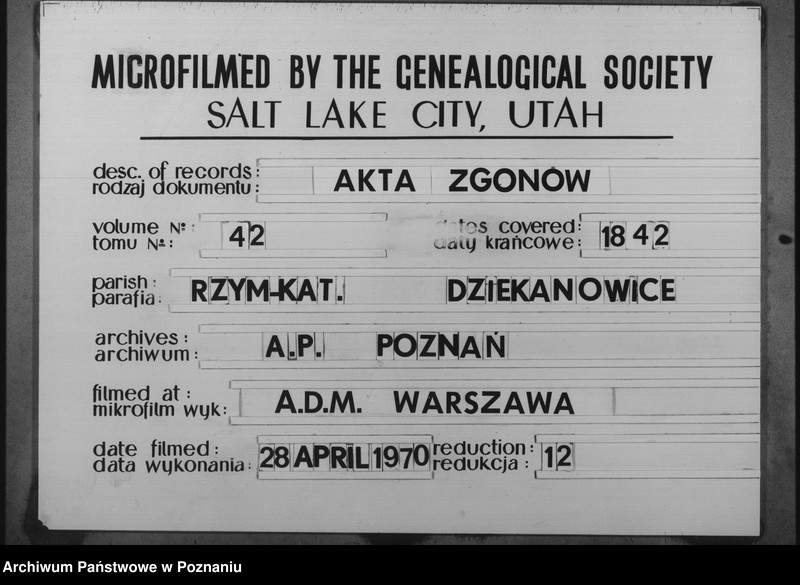 MICROFILMED BY THE GENEALOGICAL SOCIETY
SALT LAKE CITY, UTAH
desc. of records: AKTA ZGONÓW
rodzaj dokumentu:
volume Nº: 42 dates covered: 1842
tomu Nº: daty krańcowe:
parish: RZYM-KAT. DZIEKANOWICE
parafia:
archives: A.P. POZNAŃ
archiwum:
filmed at: A.D.M. WARSZAWA
mikrofilm wyk:
date filmed: 28 APRIL 1970 reduction: 12
data wykonania: redukcja:
Archiwum Państwowe w Poznaniu